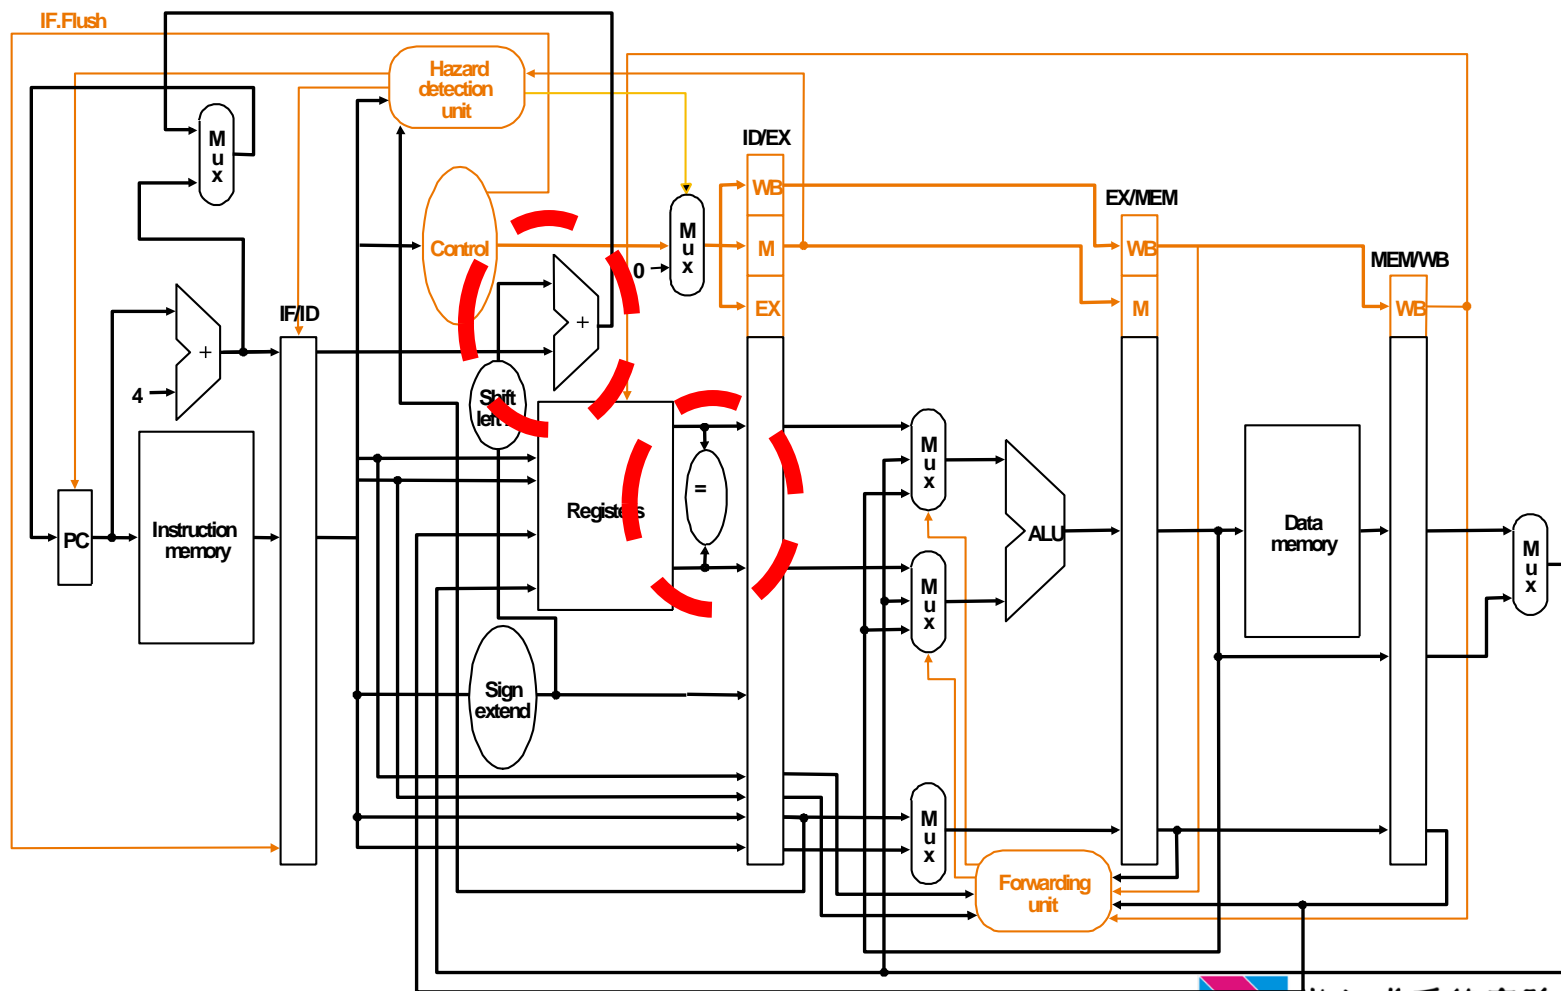 IF.Flush
Hazard
detection
unit
M
u
x
ID/EX
WB
EX/MEM
M
u
x
Control
M
WB
MEM/WB
0
EX
M
WB
IF/ID
+
+
4
Shift
left
M
u
x
=
Registers
PC
Instruction
memory
ALU
Data
memory
M
u
x
M
u
x
Sign
extend
M
u
x
Forwarding
unit